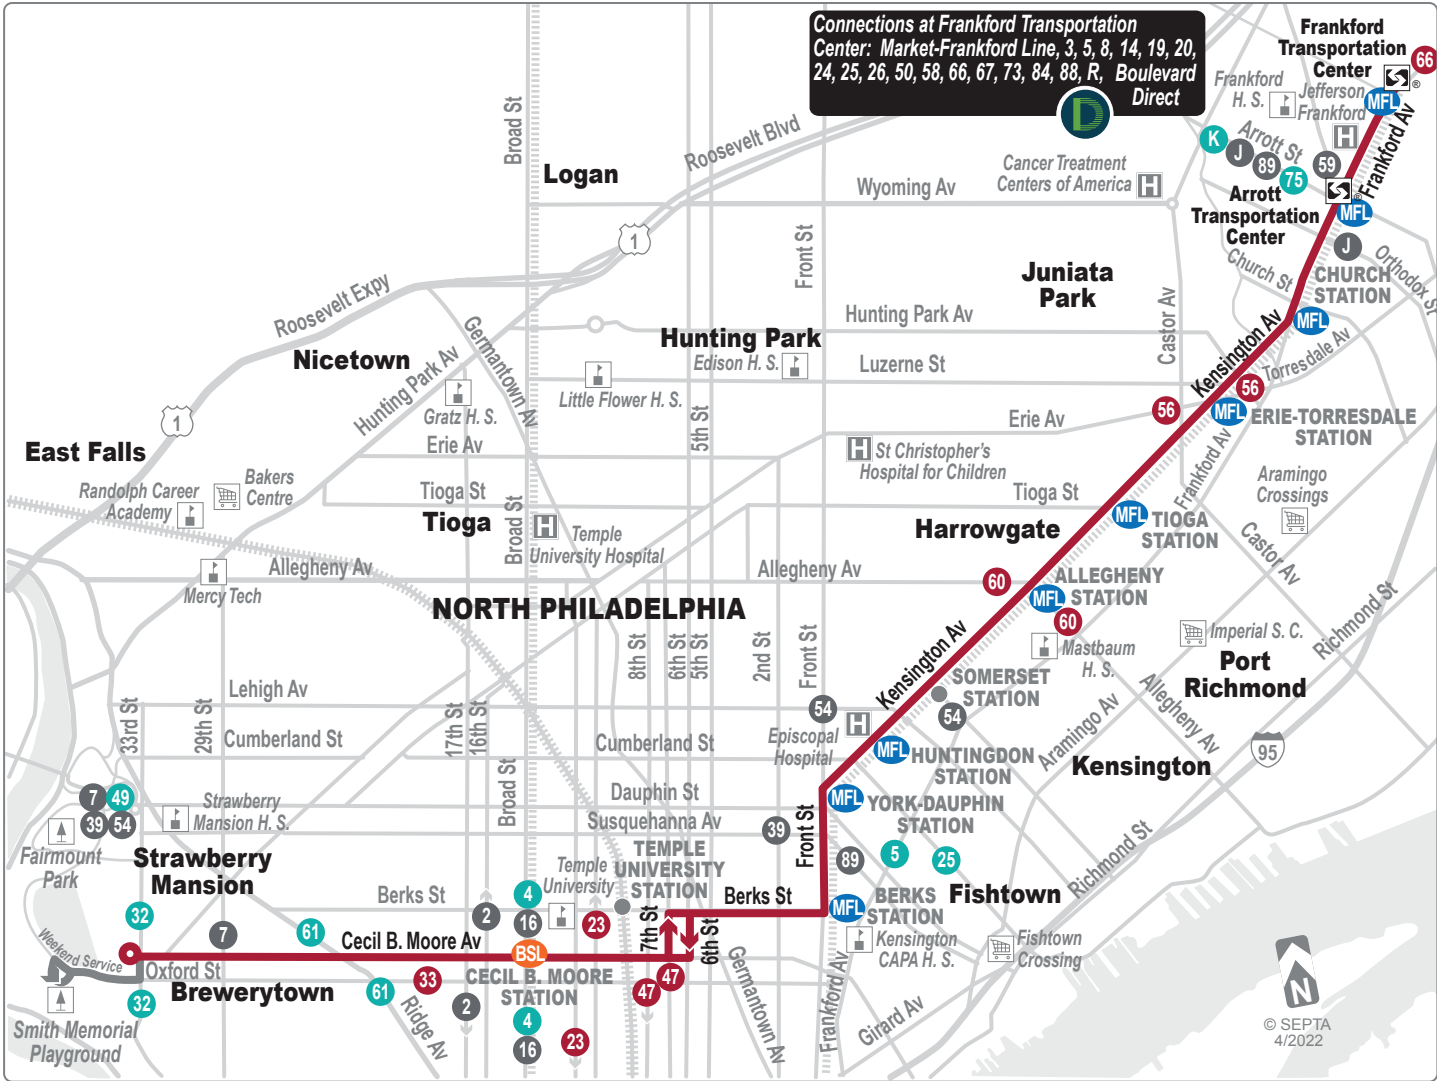 Connections at Frankford Transportation
Center: Market-Frankford Line, 3, 5, 8, 14, 19, 20,
24, 25, 26, 50, 58, 66, 67, 73, 84, 88, R, Boulevard
Direct
D
Frankford
Transportation
Center
66
®
MFL
Frankford
H. S.
Jefferson
Frankford
H
Frankford Av
K
J
89
75
59
Arrott St
Arrott
Transportation
Center
®
MFL
J
Orthodox St
CHURCH
STATION
Church St
MFL
Broad St
Logan
Roosevelt Blvd
1
Wyoming Av
Cancer Treatment
Centers of America
H
Front St
Juniata
Park
Castor Av
Hunting Park Av
Roosevelt Expy
Nicetown
Germantown Av
Hunting Park Av
Hunting Park
Edison H. S.
Luzerne St
Little Flower H. S.
Gratz H. S.
Kensington Av
Torresdale Av
56
56
MFL
ERIE-TORRESDALE
STATION
1
East Falls
Erie Av
5th St
Erie Av
H
St Christopher's
Hospital for Children
Frankford Av
Aramingo
Crossings
Randolph Career
Academy
Bakers
Centre
Tioga St
Tioga
Broad St
H
Temple
University Hospital
Tioga St
Harrowgate
MFL
TIOGA
STATION
Castor Av
Allegheny Av
Mercy Tech
Allegheny Av
60
MFL
ALLEGHENY
STATION
60
Mastbaum
H. S.
Imperial S. C.
Richmond St
Port
Richmond
NORTH PHILADELPHIA
8th St
6th St
5th St
2nd St
Front St
Kensington Av
SOMERSET
STATION
54
54
Aramingo Av
Allegheny Av
95
Kensington
Lehigh Av
33rd St
29th St
17th St
16th St
Cumberland St
Cumberland St
Episcopal
Hospital
H
MFL
HUNTINGDON
STATION
Broad St
7
49
39
54
Strawberry
Mansion H. S.
Dauphin St
Susquehanna Av
39
Front St
MFL
YORK-DAUPHIN
STATION
89
5
25
Richmond St
Fairmount
Park
Strawberry
Mansion
Temple
University
TEMPLE
UNIVERSITY
STATION
Berks St
4
2
16
23
Berks St
MFL
BERKS
STATION
Fishtown
32
7
61
Cecil B. Moore Av
BSL
7th St
6th St
Kensington
CAPA H. S.
Fishtown
Crossing
Weekend Service
Oxford St
Brewerytown
32
61
33
CECIL B. MOORE
STATION
47
47
2
4
16
23
Ridge Av
Germantown Av
Frankford Av
Girard Av
Smith Memorial
Playground
N
© SEPTA
4/2022